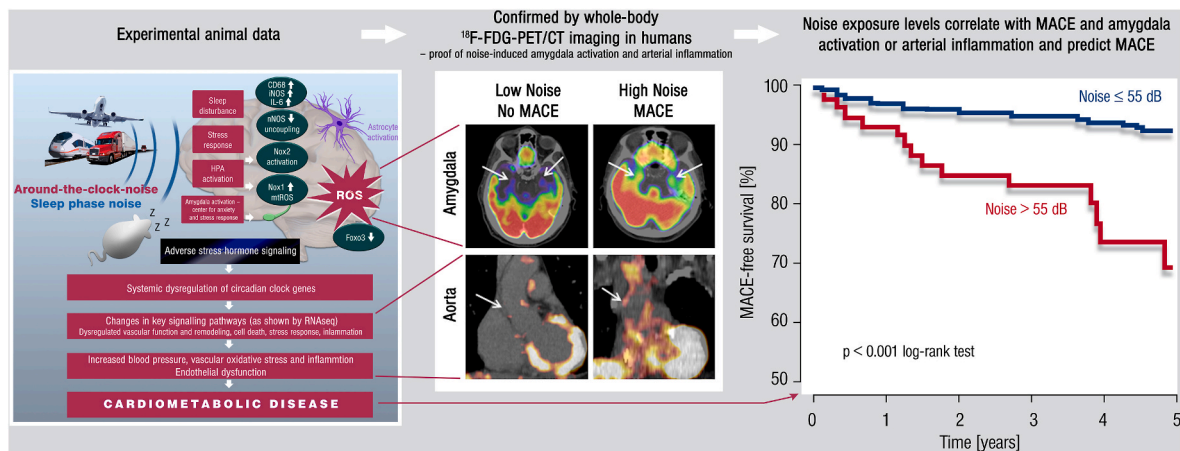 Experimental animal data
Confirmed by whole-body
¹⁸F-FDG-PET/CT imaging in humans
– proof of noise-induced amygdala activation and arterial inflammation
Noise exposure levels correlate with MACE and amygdala
activation or arterial inflammation and predict MACE
Sleep
disturbance
Stress
response
HPA
activation
Amygdala activation –
center for anxiety
and stress response
CD68 ⬆
iNOS ⬆
IL-6 ⬆
nNOS ⬇
uncoupling
Nox2
activation
Nox1 ⬆
mtROS
Astrocyte
activation
ROS
Foxo3 ⬇
Around-the-clock-noise
Sleep phase noise
Z
Z
Z
Adverse stress hormone signaling
Systemic dysregulation of circadian clock genes
Changes in key signalling pathways (as shown by RNAseq)
Dysregulated vascular function and remodeling, cell death, stress response, inlammation
Increased blood pressure, vascular oxidative stress and inflammtion
Endothelial dysfunction
CARDIOMETABOLIC DISEASE
Low Noise
No MACE
High Noise
MACE
Amygdala
Aorta
MACE-free survival [%]
100
90
80
70
60
50
Noise ≤ 55 dB
Noise > 55 dB
p < 0.001 log-rank test
0 1 2 3 4 5
Time [years]